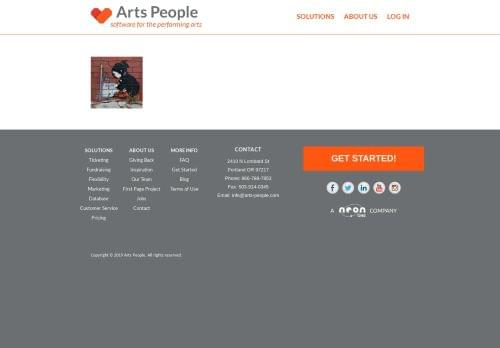 Arts People
software for the performing arts
SOLUTIONS ABOUT US LOG IN
SOLUTIONS
Ticketing
Fundraising
Flexibility
Marketing
Database
Customer Service
Pricing
ABOUT US
Giving Back
Inspiration
Our Team
First Page Project
Jobs
Contact
MORE INFO
FAQ
Get Started
Blog
Terms of Use
CONTACT
2410 N Lombard St
Portland OR 97217
Phone: 866-788-7853
Fax: 503-914-0345
Email: info@arts-people.com
GET STARTED!
A neon one COMPANY
Copyright © 2019 Arts People. All rights reserved.